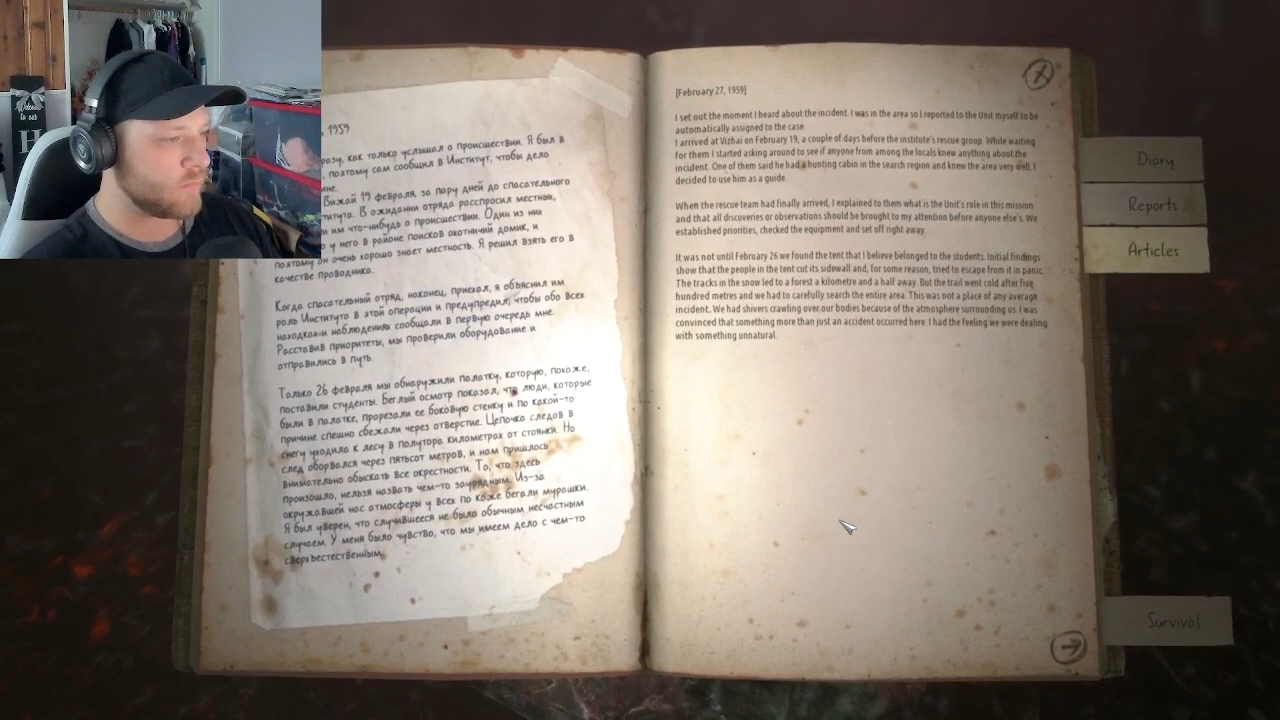 Welcome
to our
H
, 1959
как только услышал о происшествии. Я был в
, поэтому сам сообщил в Институт, чтобы дело
мне.
Вижай 19 февраля, за пару дней до спасательного
В ожидании отряда расспросил местных,
им что-нибудь о происшествии. Один из них
у него в районе поисков охотничий домик, и
поэтому он очень хорошо знает местность. Я решил взять его в
качестве проводника.
Когда спасательный отряд, наконец, приехал, я объяснил им
роль Института в этой операции и предупредил, чтобы обо всех
находках и наблюдениях сообщали в первую очередь мне.
Расставив приоритеты, мы проверили оборудование и
отправились в путь.
Только 26 февраля мы обнаружили палатку, которую, похоже,
поставили студенты. Беглый осмотр показал, что люди, которые
были в палатке, прорезали ее боковую стенку и по какой-то
причине спешно сбежали через отверстие. Цепочка следов в
снегу уходило к лесу в полутора километрах от стоянки. Но
след оборвался через пятьсот метров, и нам пришлось
внимательно обыскать все окрестности. То, что здесь
произошло, нельзя назвать чем-то заурядным. Из-за
окружавшей нас атмосферы у всех по коже бегали мурашки.
Я был уверен, что случившееся не было обычным несчастным
случаем. У меня было чувство, что мы имеем дело с чем-то
сверхъестественным.
[February 27, 1959]
I set out the moment I heard about the incident. I was in the area so I reported to the Unit myself to be
automatically assigned to the case.
I arrived at Vizhai on February 19, a couple of days before the institute's rescue group. While waiting
for them I started asking around to see if anyone from among the locals knew anything about the
incident. One of them said he had a hunting cabin in the search region and knew the area very well. I
decided to use him as a guide.
When the rescue team had finally arrived, I explained to them what is the Unit's role in this mission
and that all discoveries or observations should be brought to my attention before anyone else's. We
established priorities, checked the equipment and set off right away.
It was not until February 26 we found the tent that I believe belonged to the students. Initial findings
show that the people in the tent cut its sidewall and, for some reason, tried to escape from it in panic.
The tracks in the snow led to a forest a kilometre and a half away. But the trail went cold after five
hundred metres and we had to carefully search the entire area. This was not a place of any average
incident. We had shivers crawling over our bodies because of the atmosphere surrounding us. I was
convinced that something more than just an accident occurred here. I had the feeling we were dealing
with something unnatural.
Diary
Reports
Articles
Survival